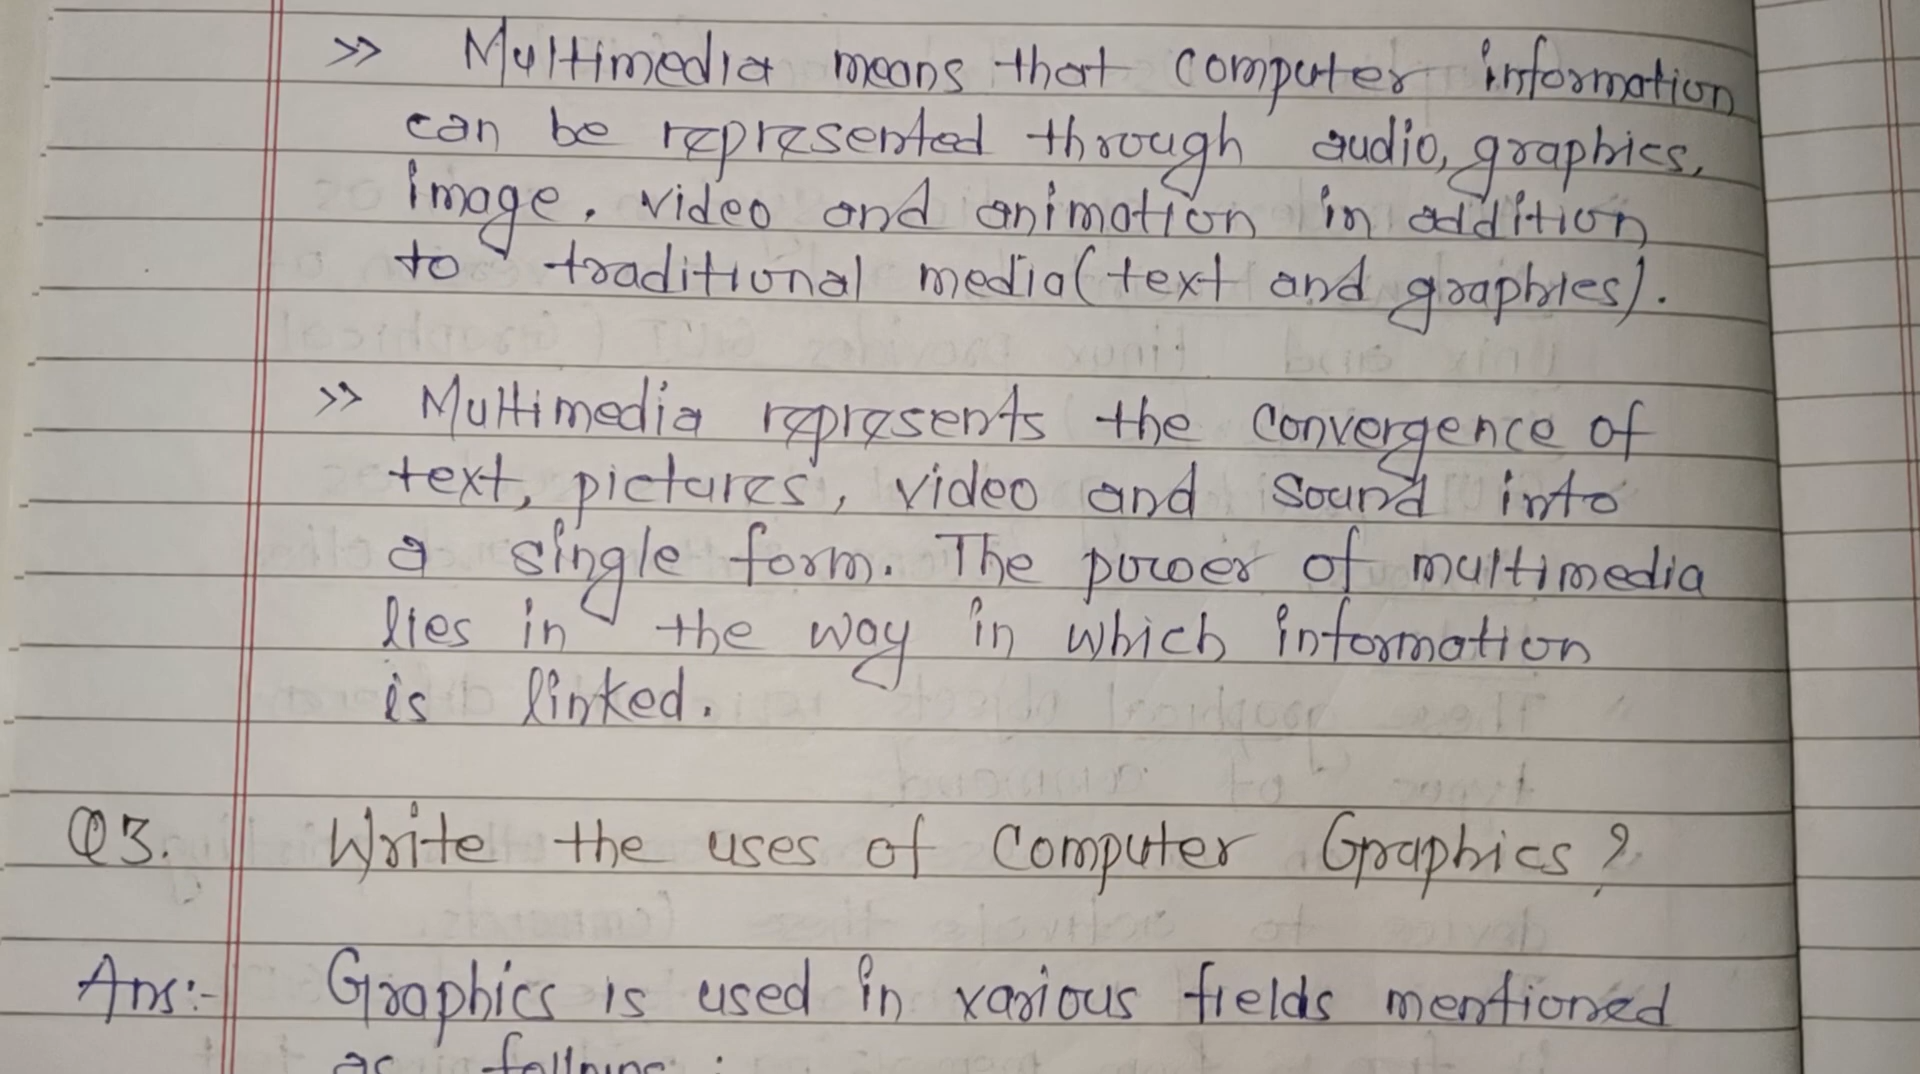 >> Multimedia means that computer information
can be represented through audio, graphics,
image, video and animation in addition
to traditional media (text and graphies).
>> Multimedia represents the convergence of
text, pictures, video and sound into
a single form. The power of multimedia
lies in the way in which information
is linked.
Q3. Write the uses of Computer Graphics?
Ans:- Graphics is used in various fields mentioned
as